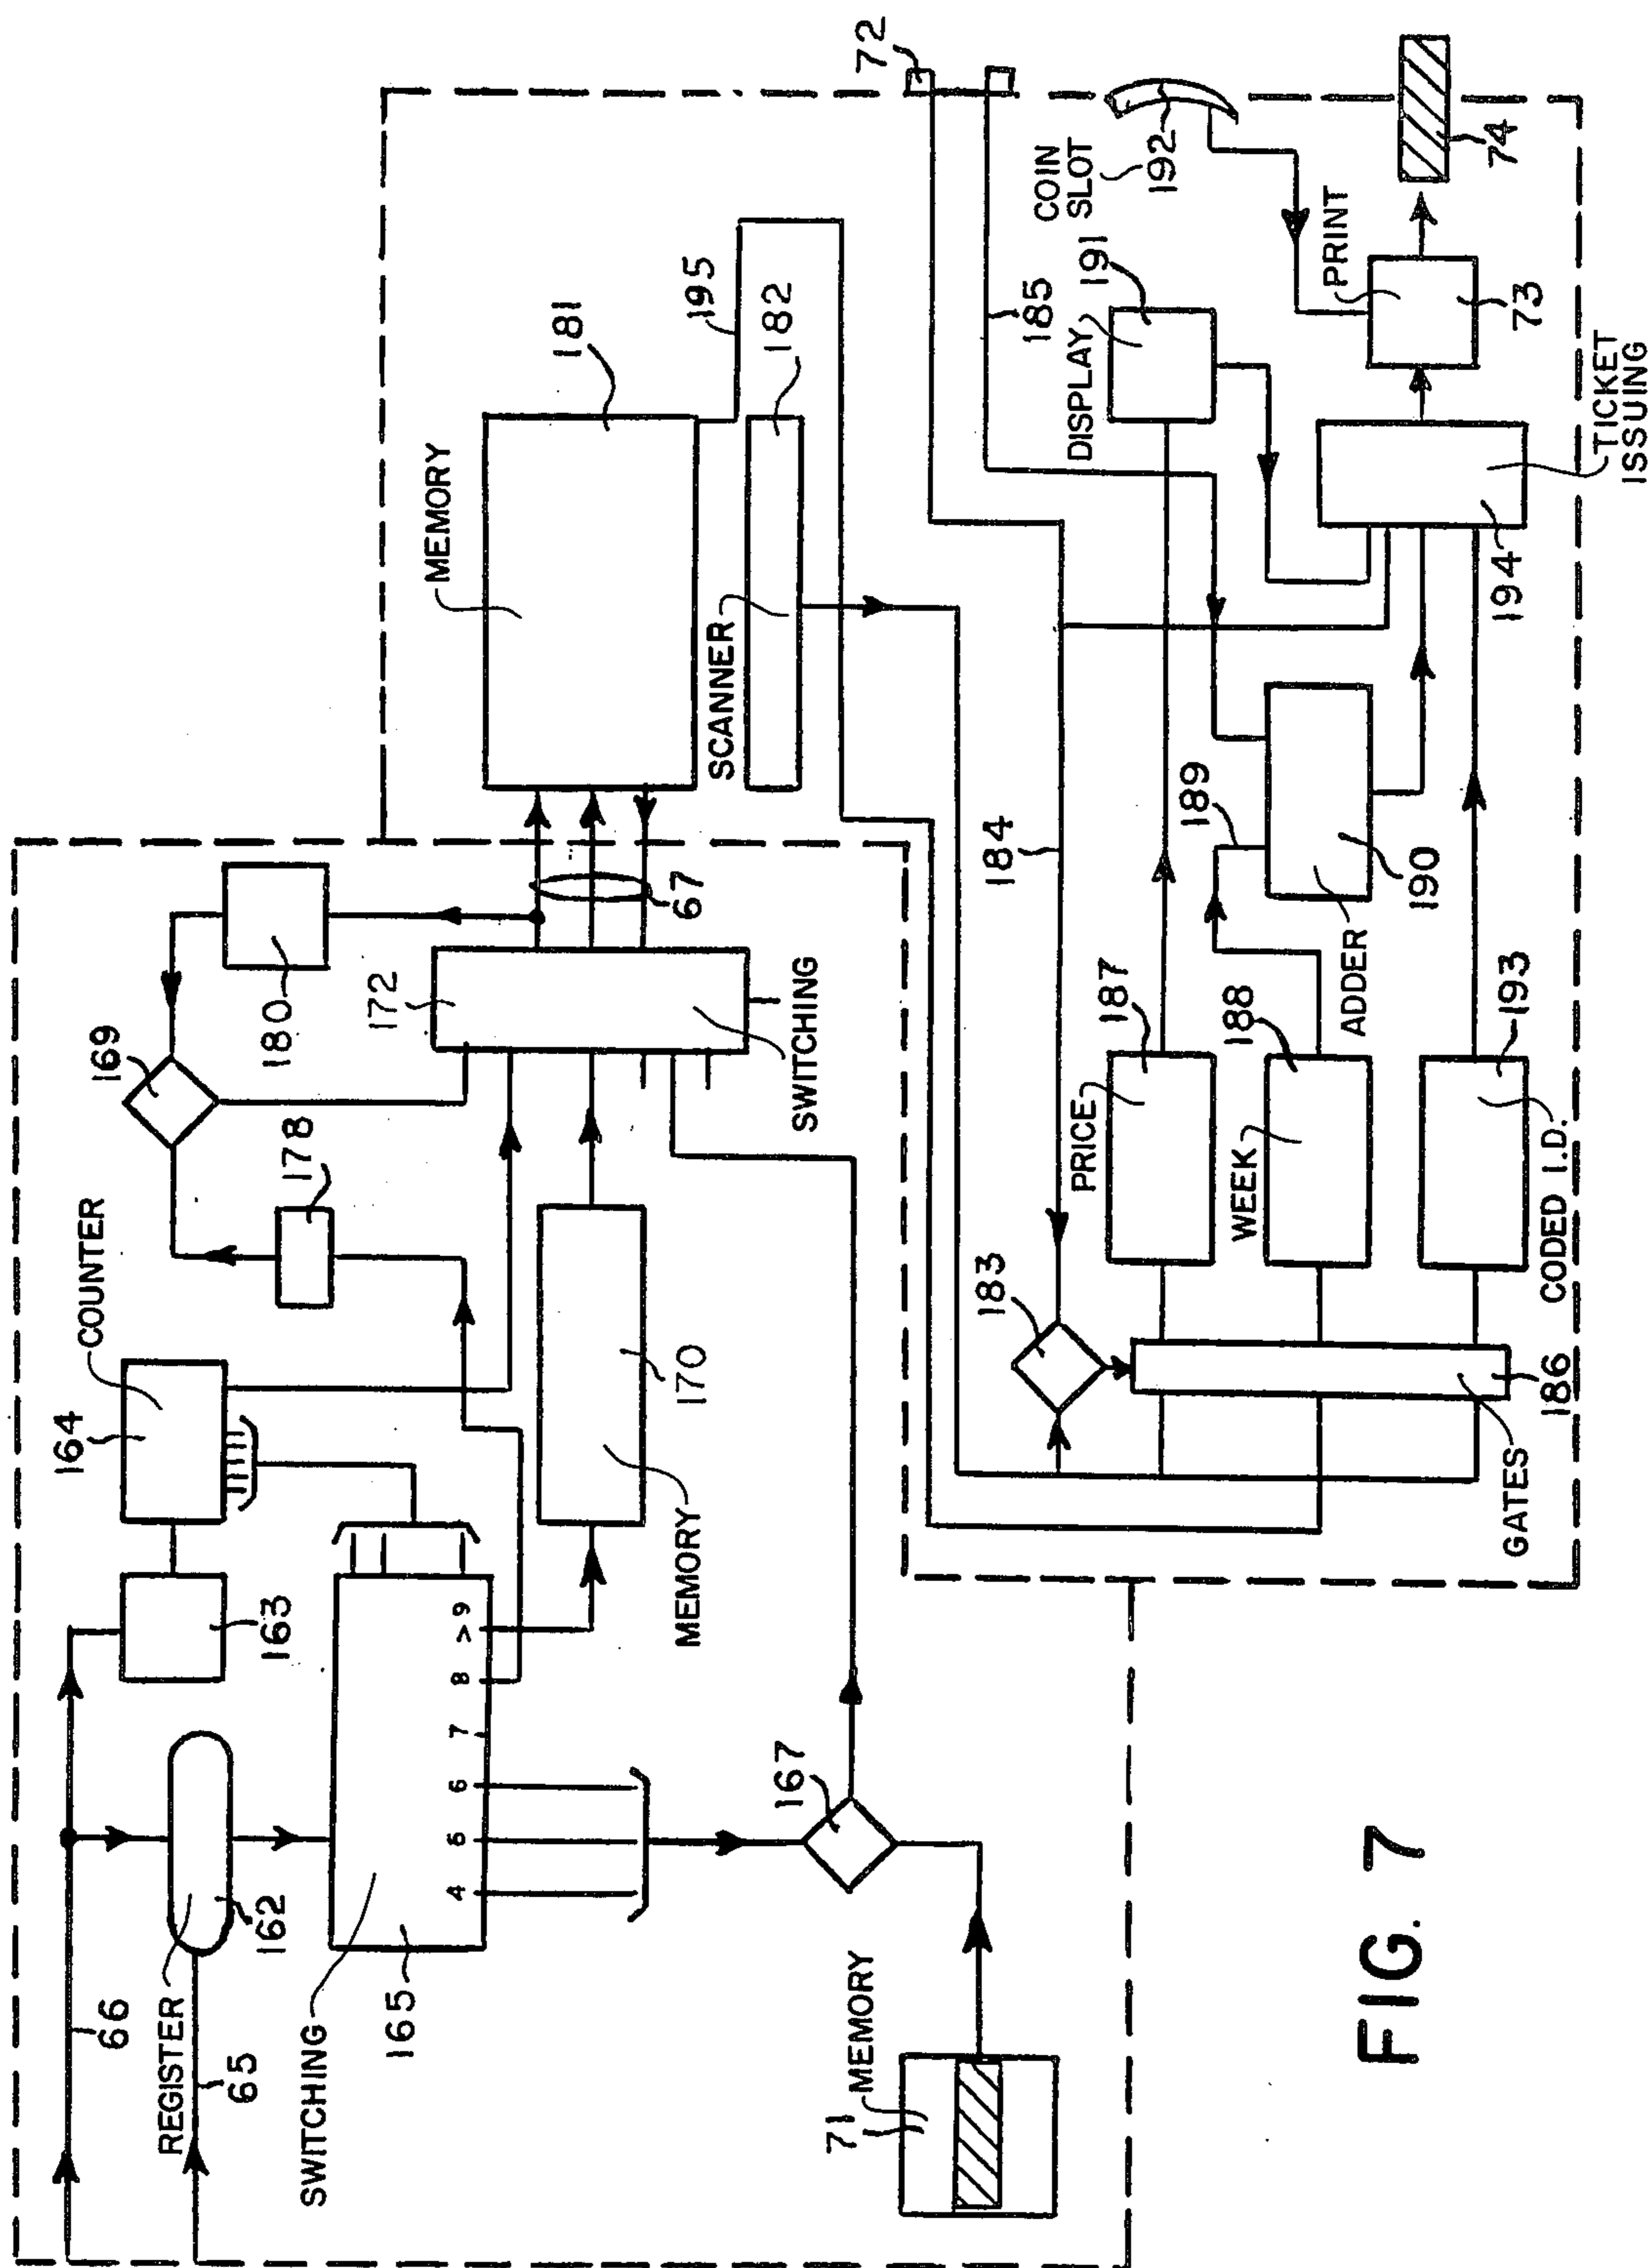 66
REGISTER
65
162
163
164
COUNTER
178
169
180
SWITCHING
165
4 5 6 7 8 >9
MEMORY
170
172
SWITCHING
67
MEMORY
181
SCANNER
182
195
71
MEMORY
167
72
183
184
185
PRICE
187
DISPLAY
191
COIN
SLOT
192
WEEK
188
189
ADDER
190
PRINT
73
74
GATES
186
CODED I.D.
193
194
TICKET
ISSUING
FIG. 7